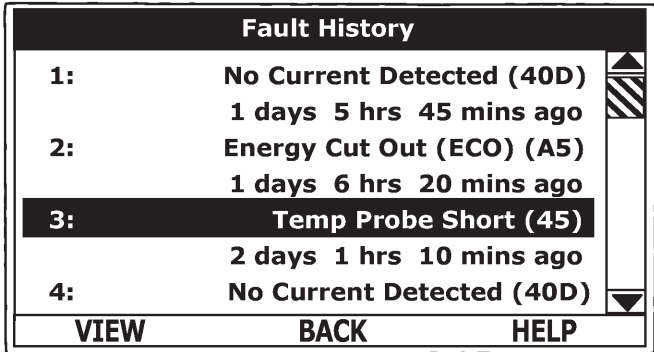 Fault History
1: No Current Detected (40D)
1 days 5 hrs 45 mins ago
2: Energy Cut Out (ECO) (A5)
1 days 6 hrs 20 mins ago
3: Temp Probe Short (45)
2 days 1 hrs 10 mins ago
4: No Current Detected (40D)
VIEW BACK HELP